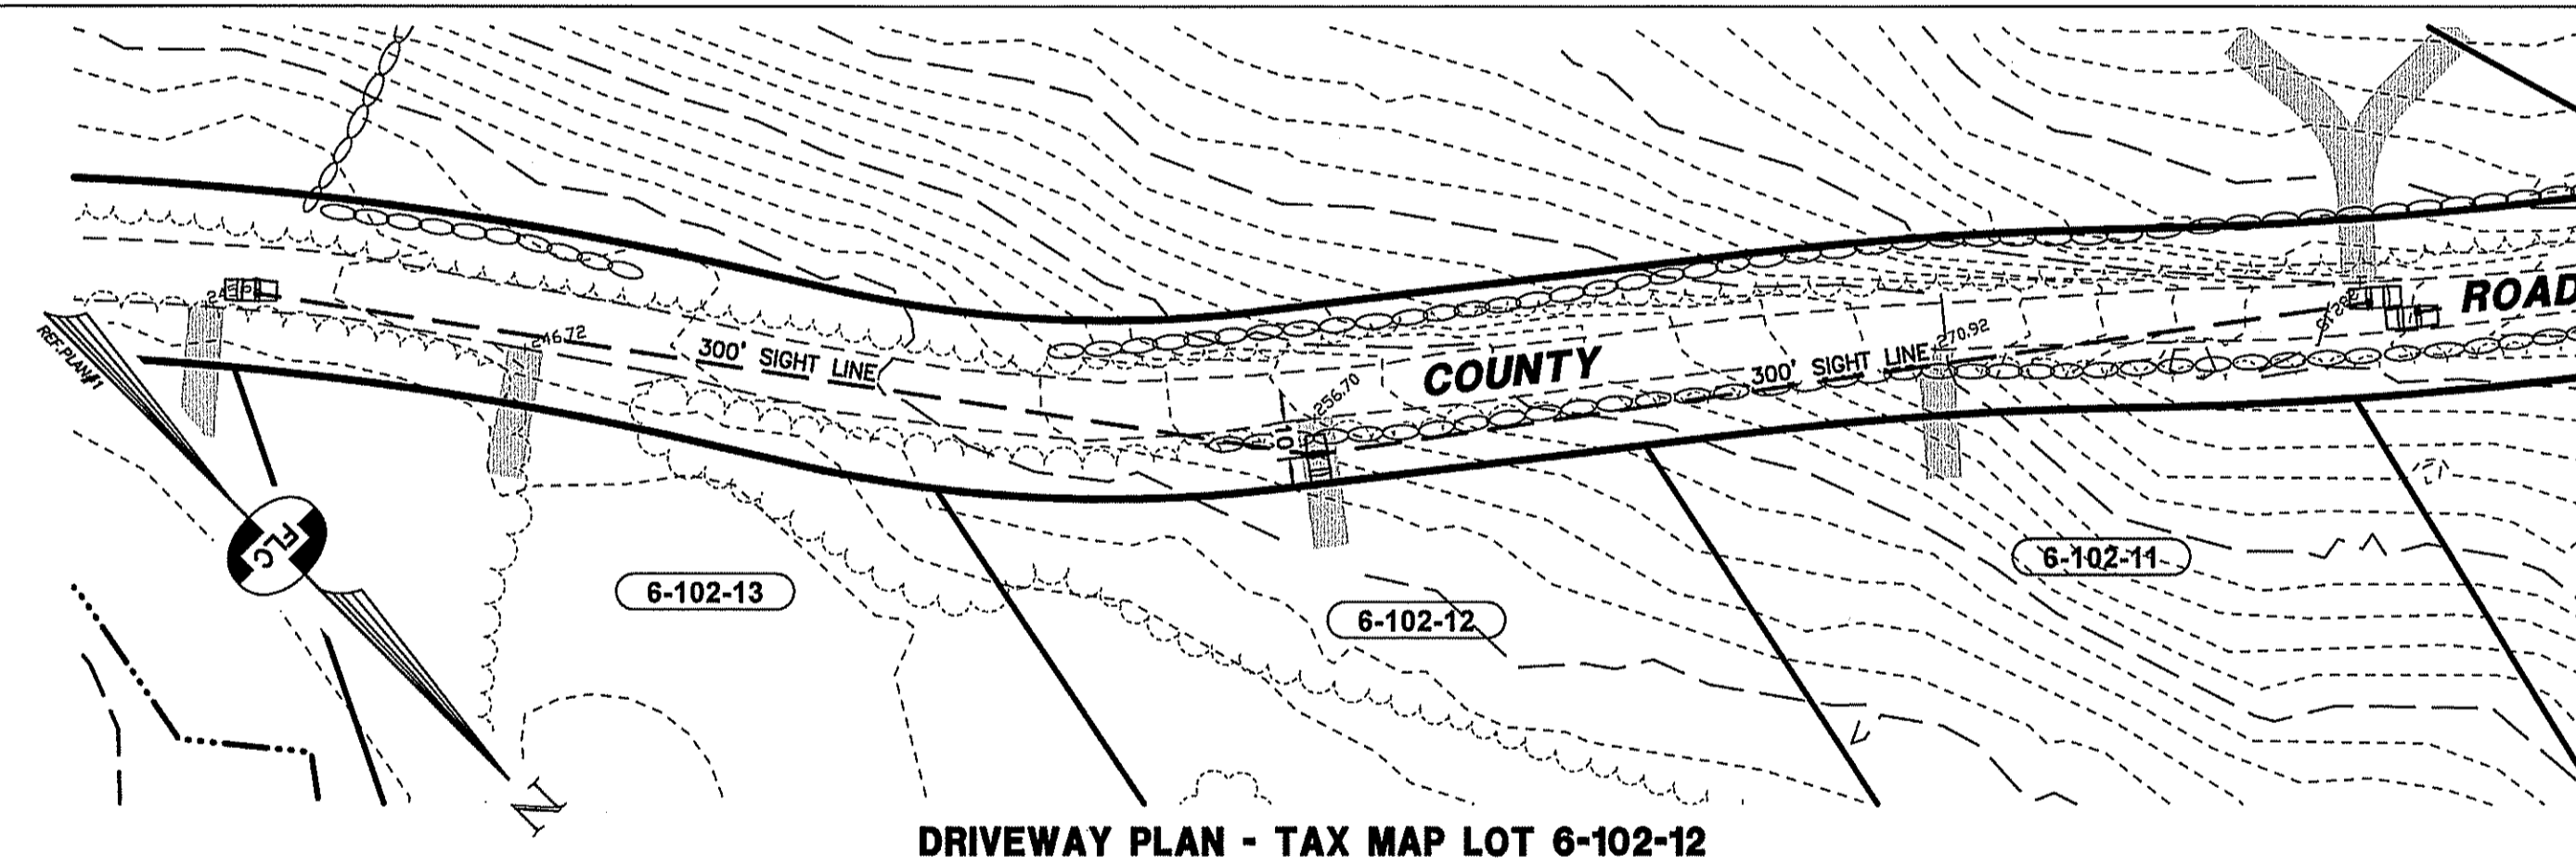 REF.PLAN#1
246.72
300' SIGHT LINE
COUNTY
ROAD
256.70
10'
300' SIGHT LINE
270.92
FLC
6-102-13
6-102-12
6-102-11
N
DRIVEWAY PLAN - TAX MAP LOT 6-102-12